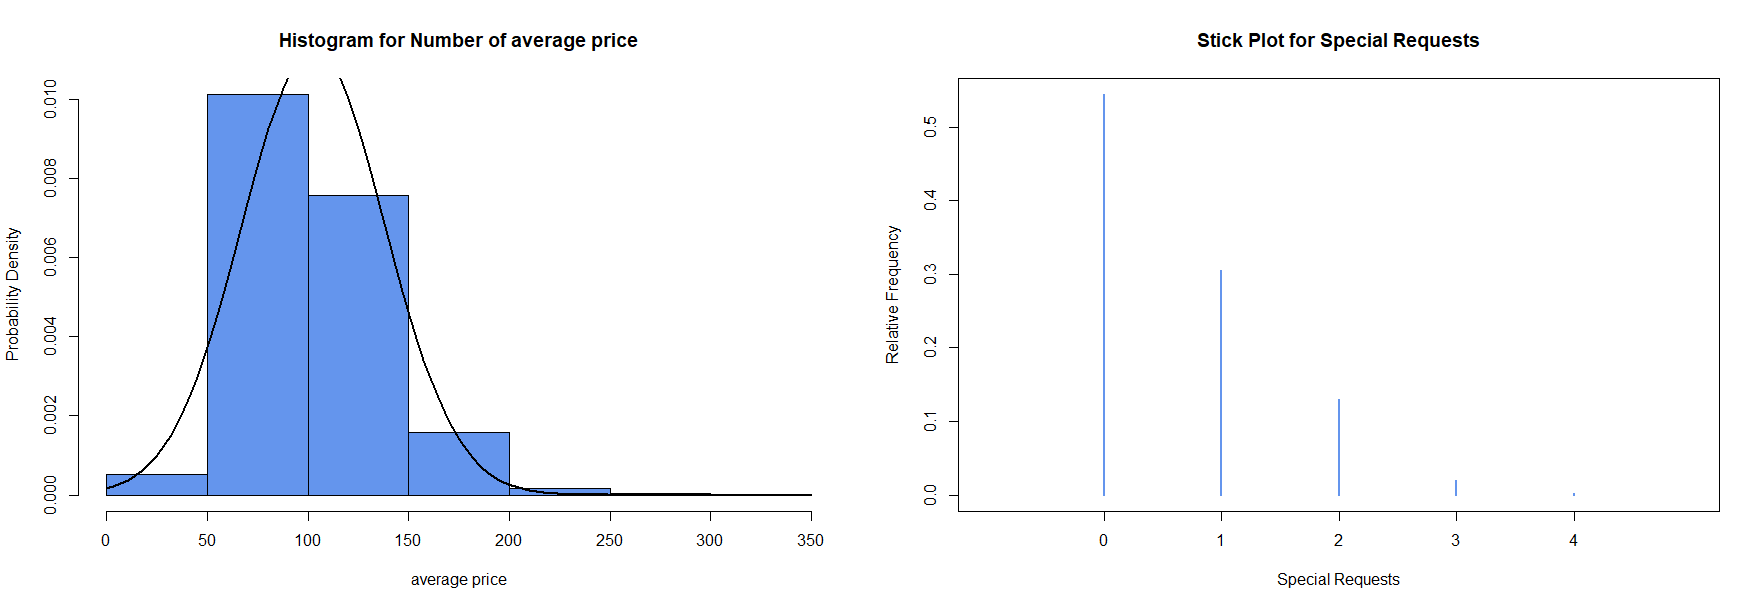 Histogram for Number of average price
Probability Density
0.000 0.002 0.004 0.006 0.008 0.010
0 50 100 150 200 250 300 350
average price
Stick Plot for Special Requests
Relative Frequency
0.0 0.1 0.2 0.3 0.4 0.5
0 1 2 3 4
Special Requests